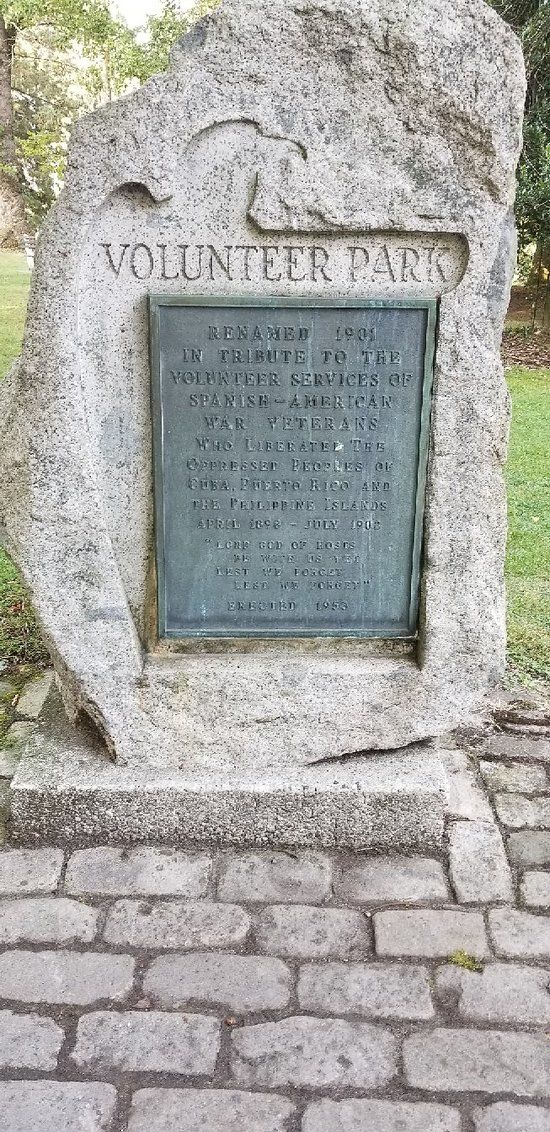 VOLUNTEER PARK
RENAMED 1901
IN TRIBUTE TO THE
VOLUNTEER SERVICES OF
SPANISH-AMERICAN
WAR VETERANS
WHO LIBERATED THE
OPPRESSED PEOPLES OF
CUBA, PUERTO RICO AND
THE PHILIPPINE ISLANDS
APRIL 1898 - JULY 1902
"LORD GOD OF HOSTS
BE WITH US YET
LEST WE FORGET
LEST WE FORGET"
ERECTED 1953